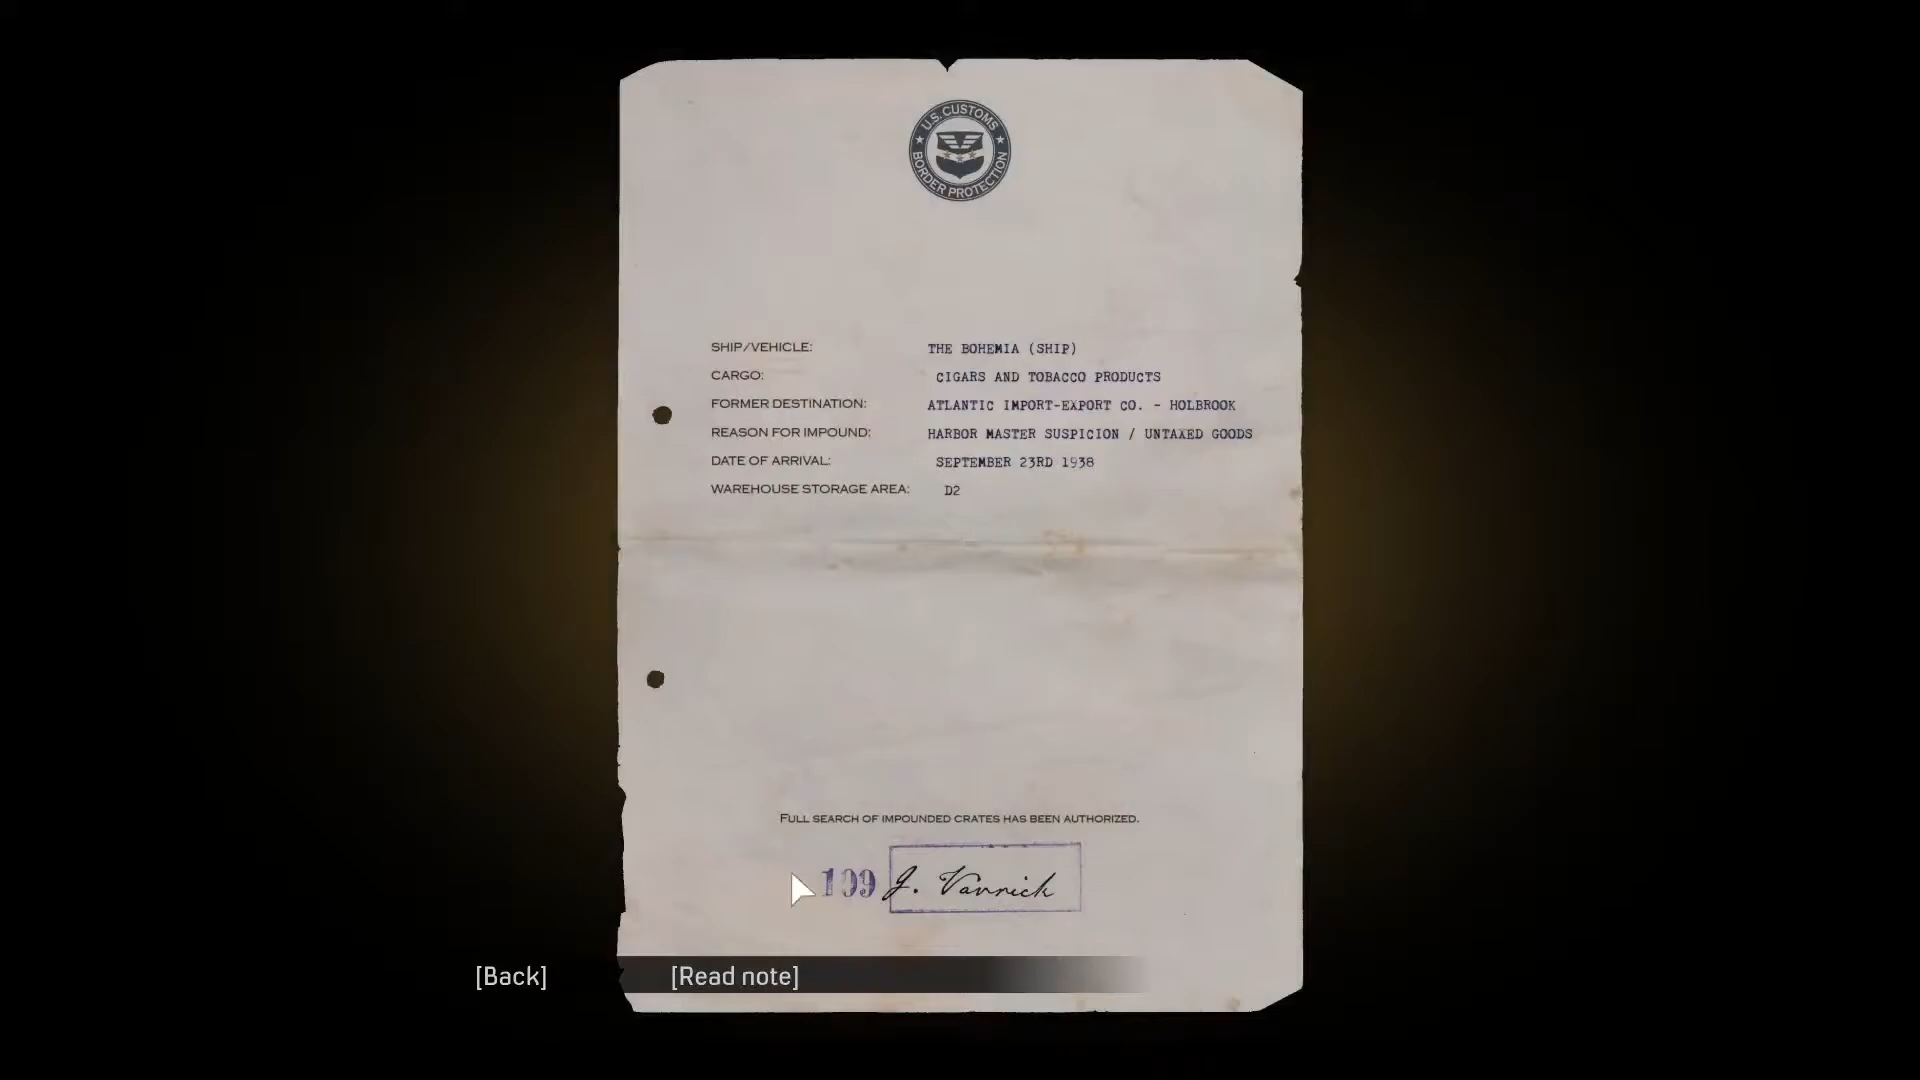 U.S. CUSTOMS
BORDER PROTECTION
SHIP/VEHICLE: THE BOHEMIA (SHIP)
CARGO: CIGARS AND TOBACCO PRODUCTS
FORMER DESTINATION: ATLANTIC IMPORT-EXPORT CO. - HOLBROOK
REASON FOR IMPOUND: HARBOR MASTER SUSPICION / UNTAXED GOODS
DATE OF ARRIVAL: SEPTEMBER 23RD 1938
WAREHOUSE STORAGE AREA: D2
FULL SEARCH OF IMPOUNDED CRATES HAS BEEN AUTHORIZED.
199 J. Varrick
[Back] [Read note]